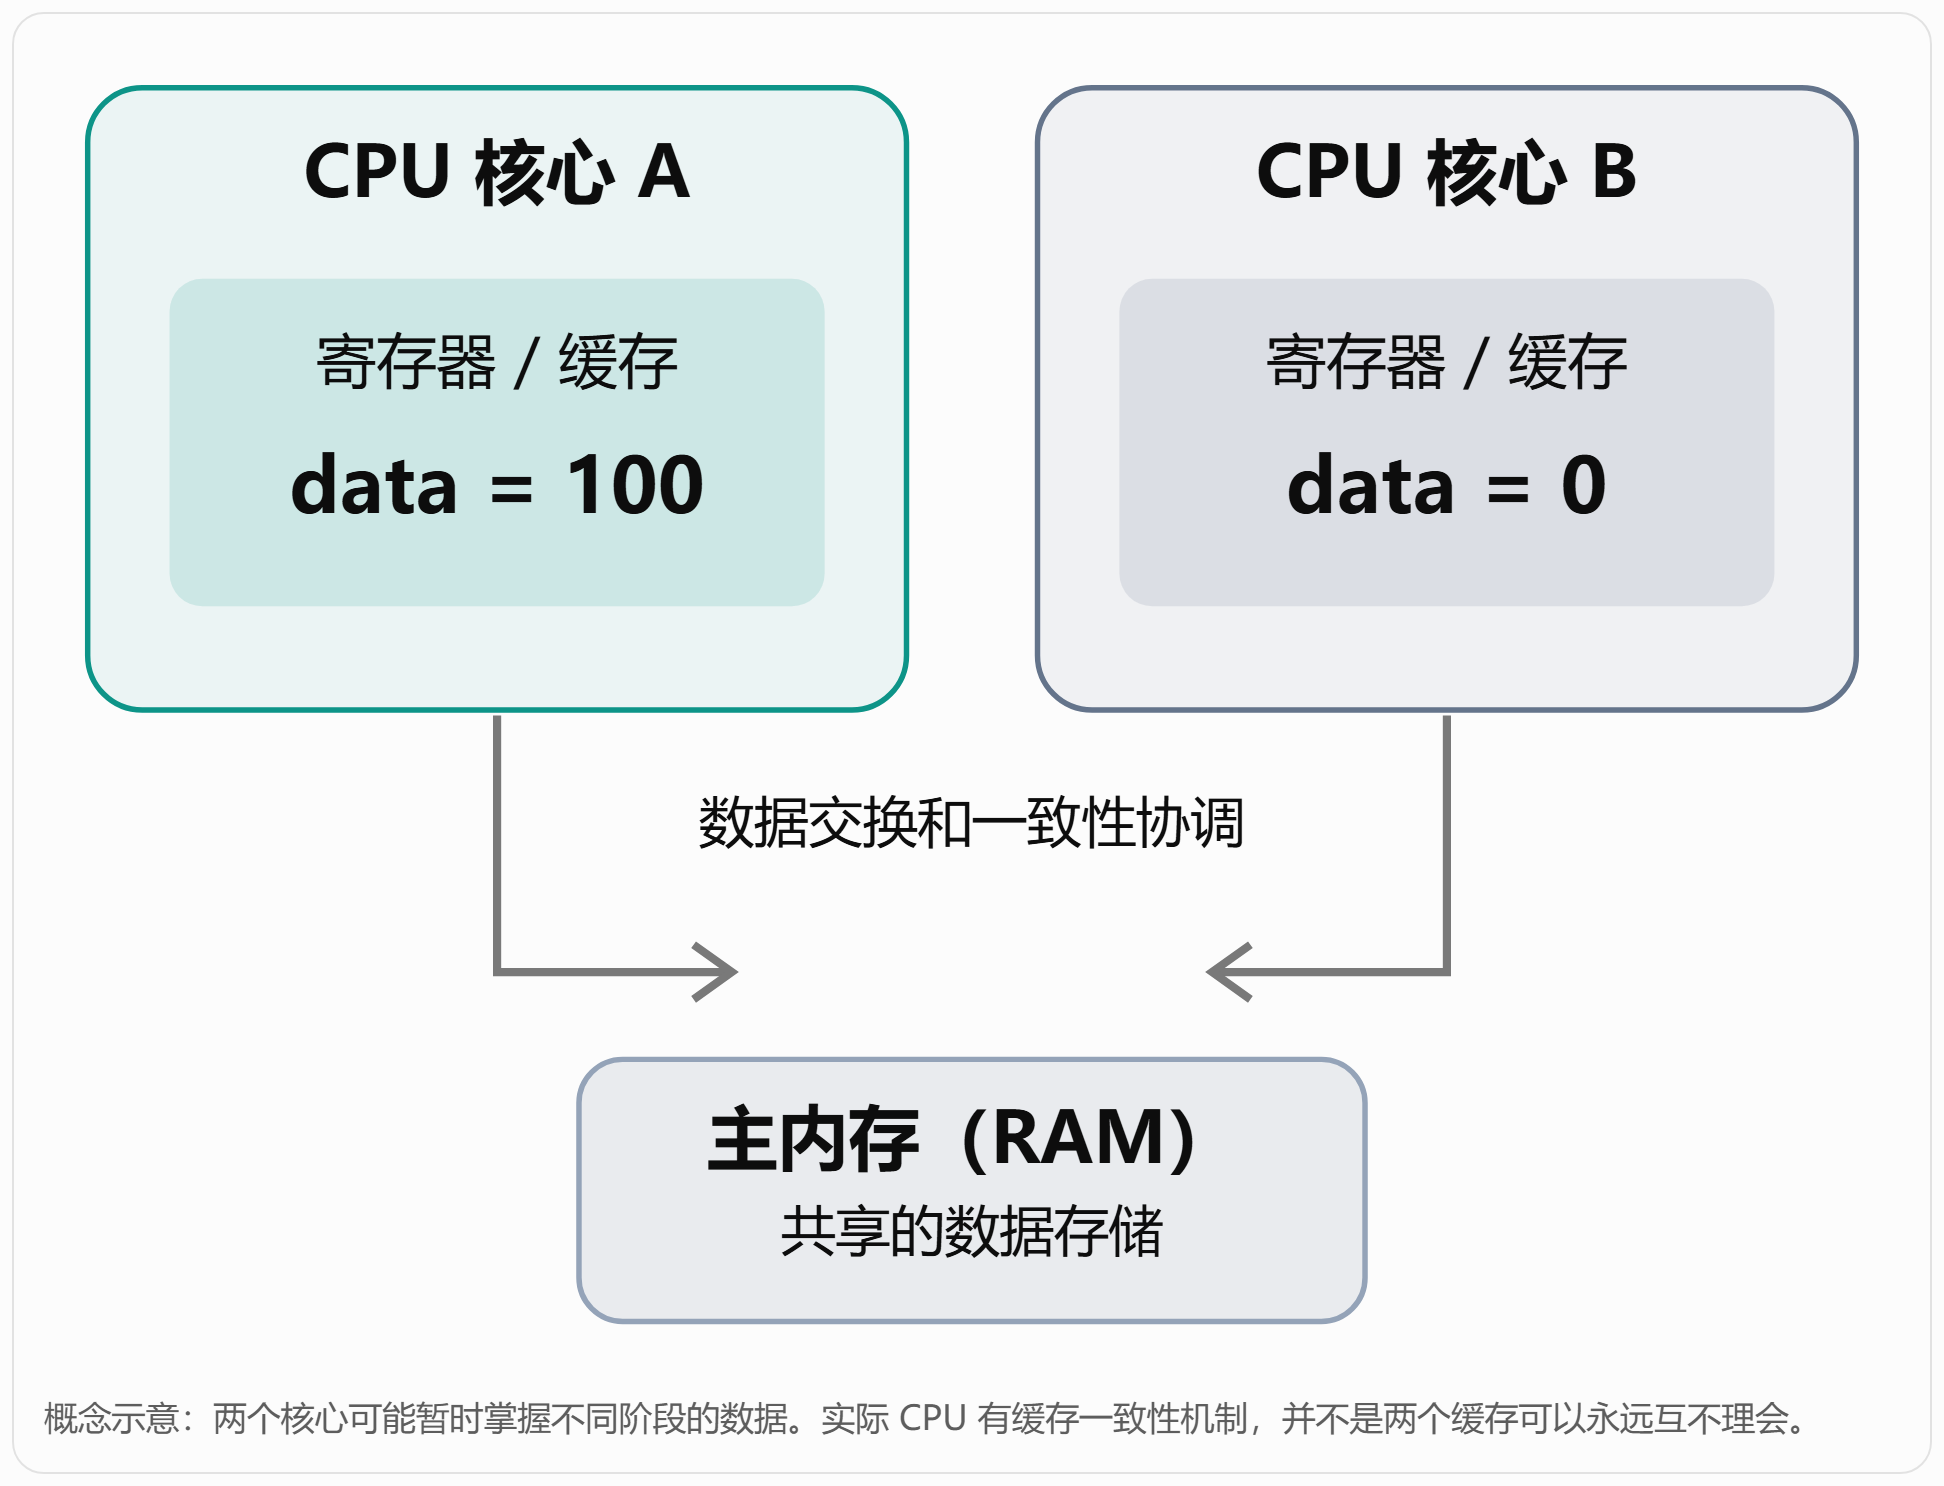 CPU 核心 A
寄存器 / 缓存
data = 100
CPU 核心 B
寄存器 / 缓存
data = 0
数据交换和一致性协调
主内存（RAM）
共享的数据存储
概念示意：两个核心可能暂时掌握不同阶段的数据。实际 CPU 有缓存一致性机制，并不是两个缓存可以永远互不理会。